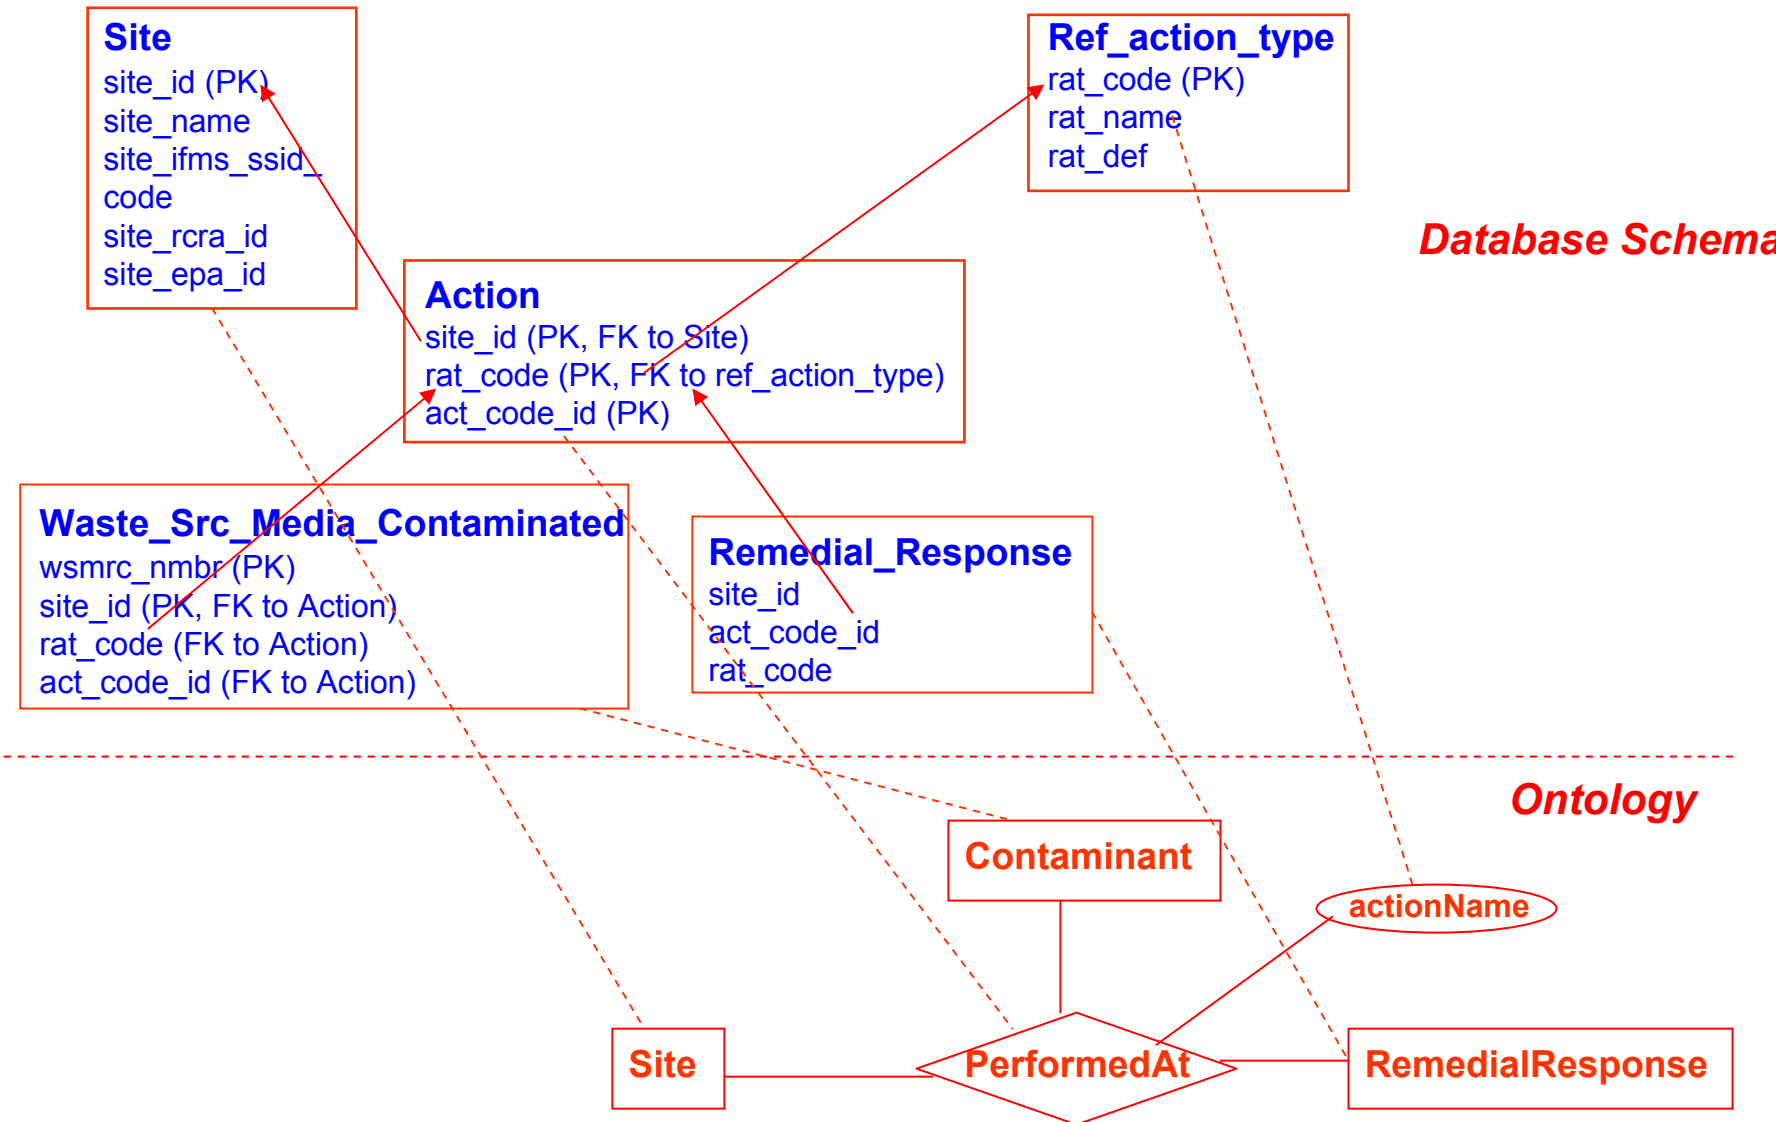 Site
site_id (PK)
site_name
site_ifms_ssid_
code
site_rcra_id
site_epa_id
Ref_action_type
rat_code (PK)
rat_name
rat_def
Database Schema
Action
site_id (PK, FK to Site)
rat_code (PK, FK to ref_action_type)
act_code_id (PK)
Waste_Src_Media_Contaminated
wsmrc_nmbr (PK)
site_id (PK, FK to Action)
rat_code (FK to Action)
act_code_id (FK to Action)
Remedial_Response
site_id
act_code_id
rat_code
Ontology
Contaminant
actionName
Site
PerformedAt
RemedialResponse